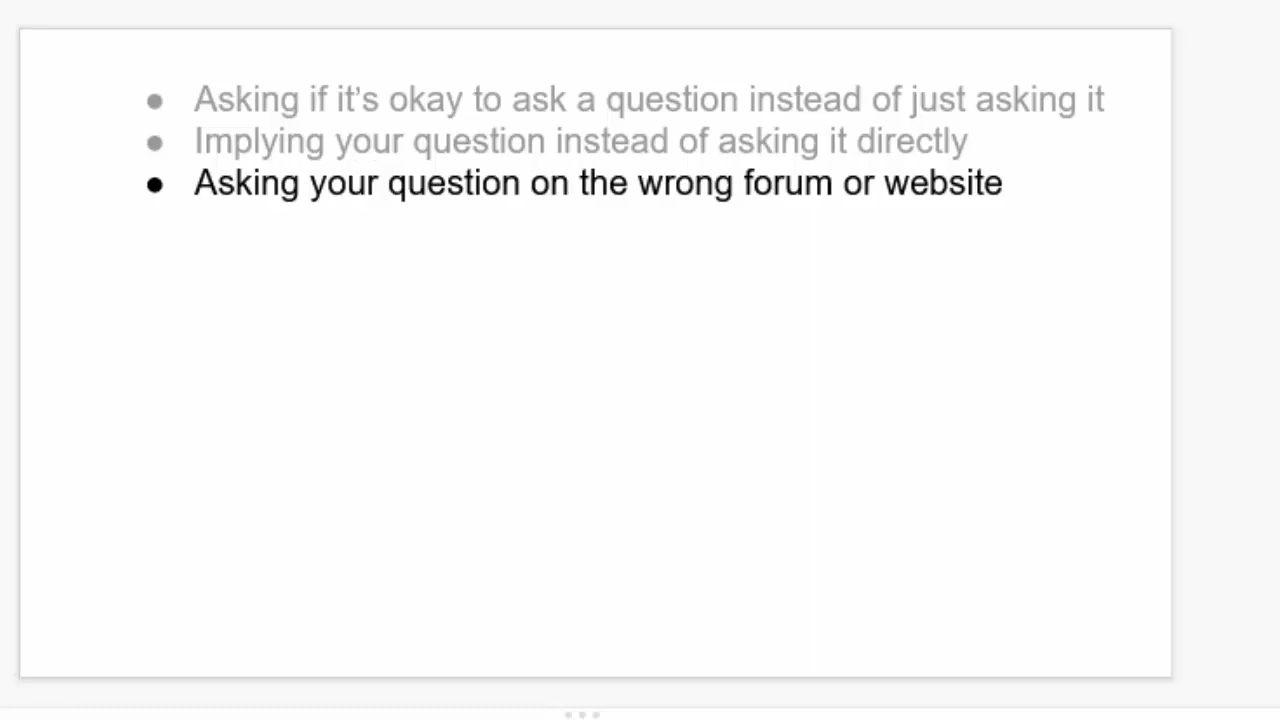 ● Asking if it's okay to ask a question instead of just asking it
● Implying your question instead of asking it directly
● Asking your question on the wrong forum or website